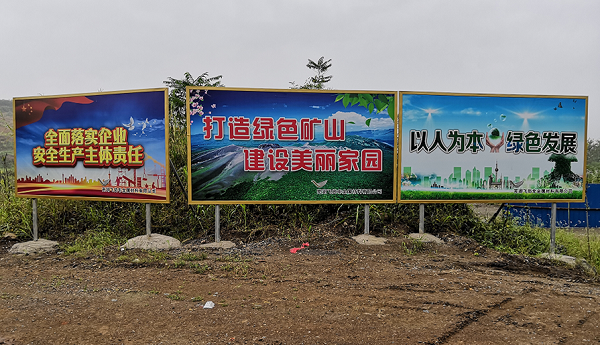 全面落实企业
安全生产主体责任
打造绿色矿山
建设美丽家园
以人为本 绿色发展